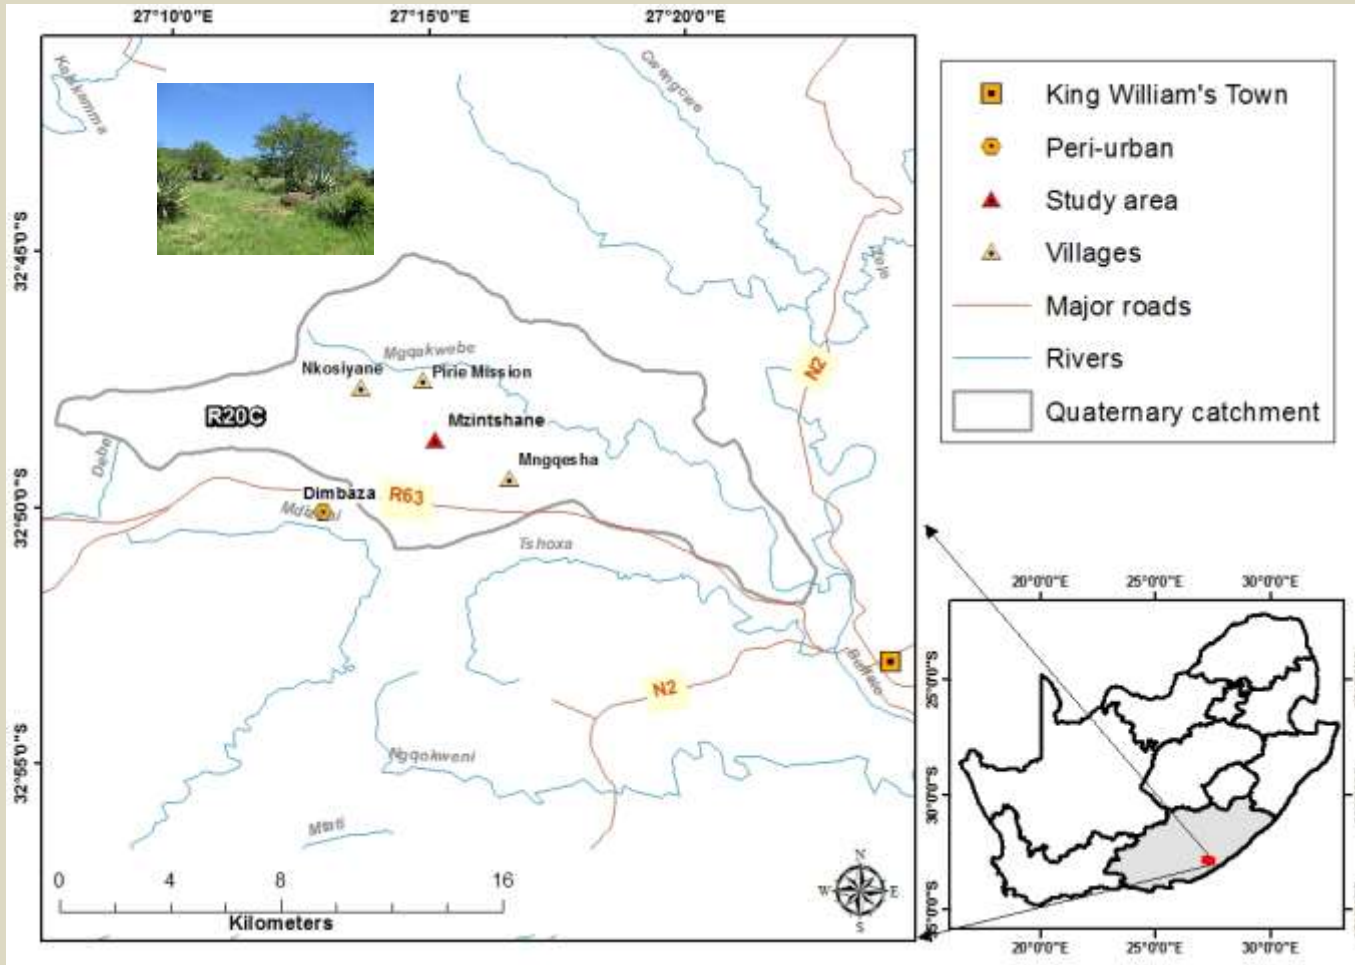 27°10'0"E
27°15'0"E
27°20'0"E
Cwengcwe
32°45'0"S
Mgqakwebe
Nkosiyane
Pirie Mission
R20C
Mzintshane
Mngqesha
Debe
Dimbaza
R63
32°50'0"S
Tshoxa
N2
N2
Buffalo
Ngqokweni
32°55'0"S
Mtati
0 4 8 16
Kilometers
N
W E
S
King William's Town
Peri-urban
Study area
Villages
Major roads
Rivers
Quaternary catchment
20°0'0"E 25°0'0"E 30°0'0"E
25°0'0"S
30°0'0"S
35°0'0"S
20°0'0"E 25°0'0"E 30°0'0"E